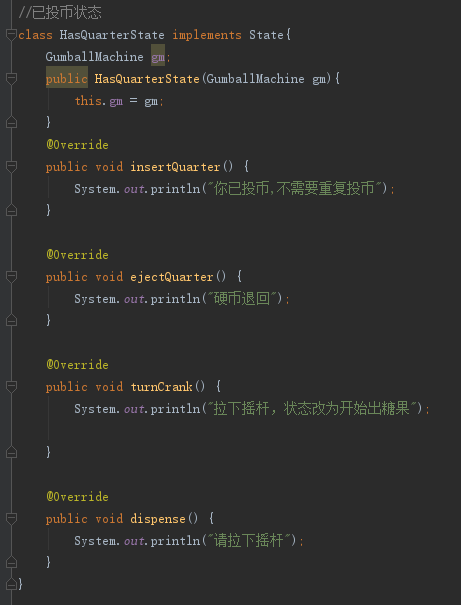 //已投币状态
class HasQuarterState implements State{
GumballMachine gm;
public HasQuarterState(GumballMachine gm){
this.gm = gm;
}
@Override
public void insertQuarter() {
System.out.println("你已投币,不需要重复投币");
}
@Override
public void ejectQuarter() {
System.out.println("硬币退回");
}
@Override
public void turnCrank() {
System.out.println("拉下摇杆，状态改为开始出糖果");
}
@Override
public void dispense() {
System.out.println("请拉下摇杆");
}
}